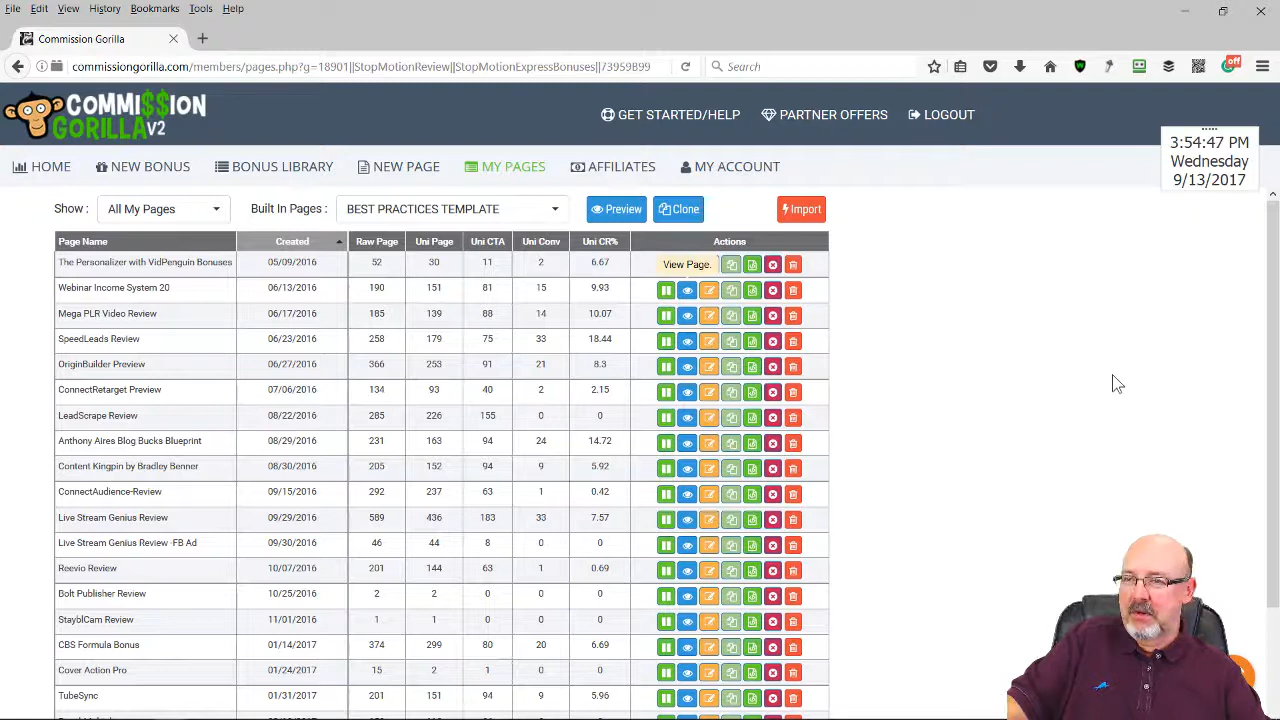 File Edit View History Bookmarks Tools Help
Commission Gorilla
commissiongorilla.com/members/pages.php?g=18901||StopMotionReview||StopMotionExpressBonuses||73959B99
Search
off
COMMI$$ION
GORILLA V2
GET STARTED/HELP PARTNER OFFERS LOGOUT
3:54:47 PM
Wednesday
9/13/2017
HOME NEW BONUS BONUS LIBRARY NEW PAGE MY PAGES AFFILIATES MY ACCOUNT
Show : All My Pages Built In Pages : BEST PRACTICES TEMPLATE Preview Clone Import
Page Name Created Raw Page Uni Page Uni CTA Uni Conv Uni CR% Actions
The Personalizer with VidPenguin Bonuses 05/09/2016 52 30 11 2 6.67 View Page.
Webinar Income System 20 06/13/2016 190 151 81 15 9.93
Mega PLR Video Review 06/17/2016 185 139 88 14 10.07
SpeedLeads Review 06/23/2016 258 179 75 33 18.44
Origin Builder Preview 06/27/2016 366 253 91 21 8.3
ConnectRetarget Preview 07/06/2016 134 93 40 2 2.15
LeadScrape Review 08/22/2016 285 226 155 0 0
Anthony Aires Blog Bucks Blueprint 08/29/2016 231 163 94 24 14.72
Content Kingpin by Bradley Benner 08/30/2016 205 152 94 9 5.92
ConnectAudience-Review 09/15/2016 292 237 63 1 0.42
Live Stream Genius Review 09/29/2016 589 436 183 33 7.57
Live Stream Genius Review -FB Ad 09/30/2016 46 44 8 0 0
Reevio Review 10/07/2016 201 144 63 1 0.69
Bott Publisher Review 10/23/2016 2 2 0 0 0
Review 11/07/2016 1 1 0 0 0
Bonus 01/14/2017 374 299 80 20 6.69
Comm Action Pro 01/24/2017 15 2 1 0 0
TubeSync 01/31/2017 201 151 94 9 5.96